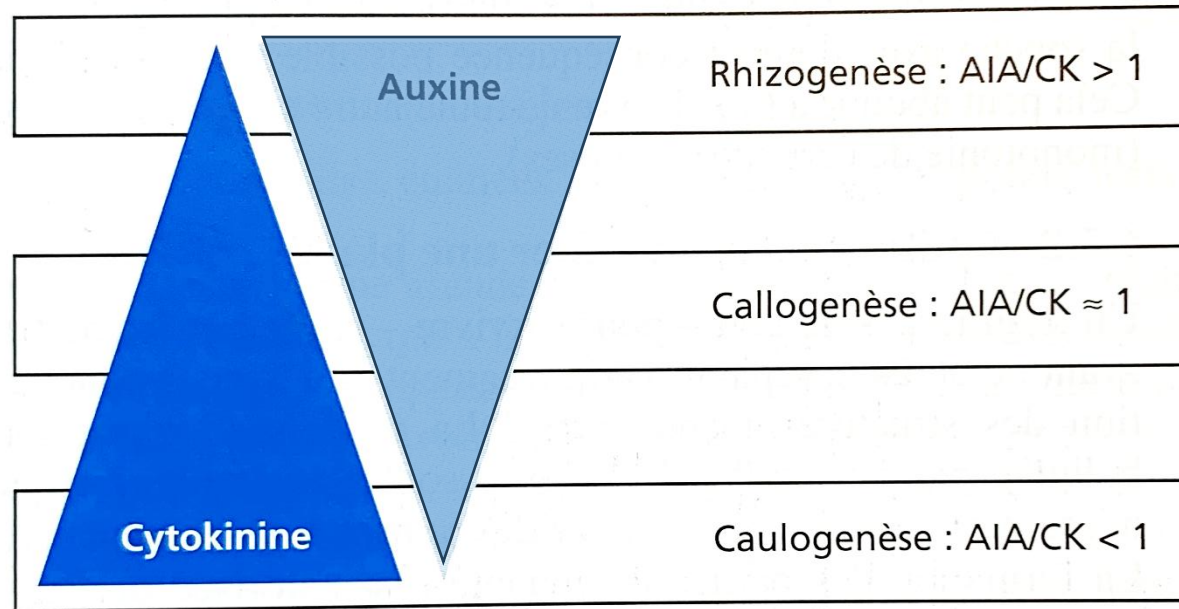 Auxine
Rhizogenèse : AIA/CK > 1
Callogenèse : AIA/CK ≈ 1
Cytokinine
Caulogenèse : AIA/CK < 1